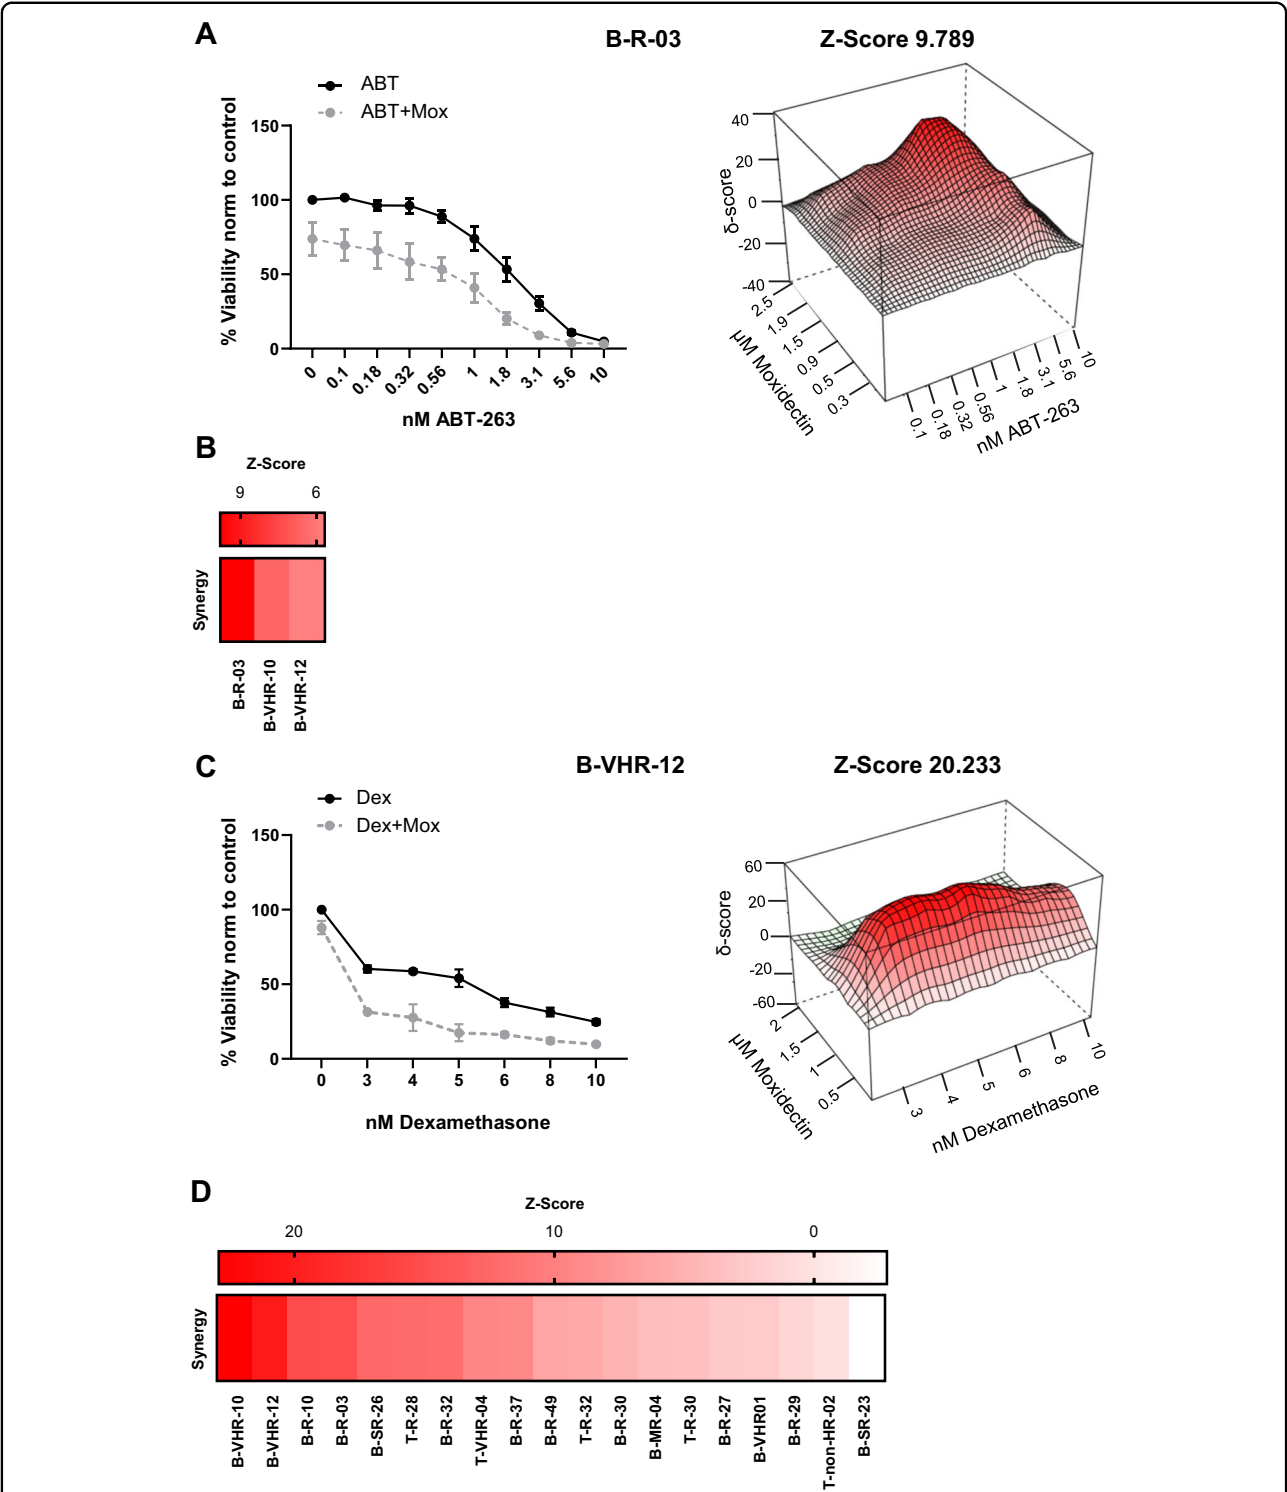 A
B-R-03
Z-Score 9.789
ABT
ABT+Mox
% Viability norm to control
150
100
50
0
0 0.1 0.18 0.32 0.56 1 1.8 3.1 5.6 10
nM ABT-263
δ-score
40
20
0
-20
-40
2.5 1.9 1.5 0.9 0.5 0.3
µM Moxidectin
0.1 0.18 0.32 0.56 1 1.8 3.1 5.6 10
nM ABT-263
B
Z-Score
9 6
Synergy
B-R-03
B-VHR-10
B-VHR-12
C
B-VHR-12
Z-Score 20.233
Dex
Dex+Mox
% Viability norm to control
150
100
50
0
0 3 4 5 6 8 10
nM Dexamethasone
δ-score
60
20
0
-20
-60
2 1.5 1 0.5
µM Moxidectin
3 4 5 6 8 10
nM Dexamethasone
D
Z-Score
20 10 0
Synergy
B-VHR-10
B-VHR-12
B-R-10
B-R-03
B-SR-26
T-R-28
B-R-32
T-VHR-04
B-R-37
B-R-49
T-R-32
B-R-30
B-MR-04
T-R-30
B-R-27
B-VHR01
B-R-29
T-non-HR-02
B-SR-23